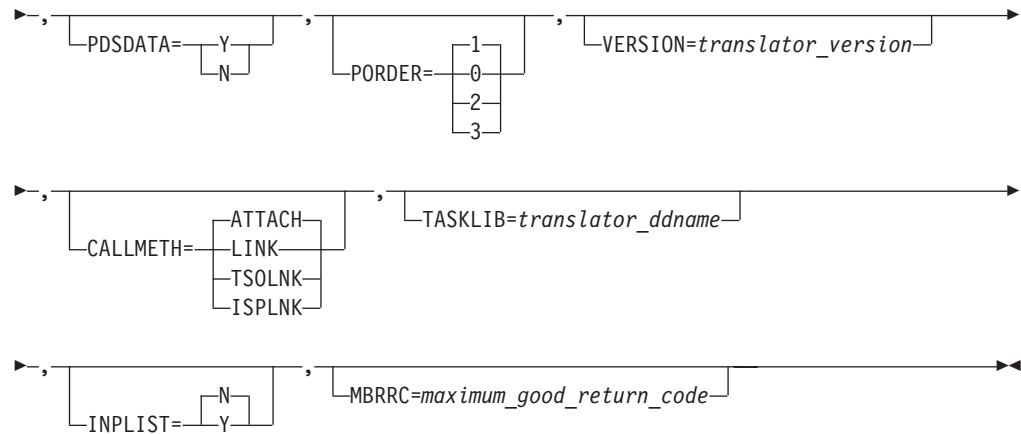 , , ,
PDSDATA= Y
N
PORDER= 1
0
2
3
VERSION=translator_version
, ,
CALLMETH= ATTACH
LINK
TSOLNK
ISPLNK
TASKLIB=translator_ddname
, ,
INPLIST= N
Y
MBRRC=maximum_good_return_code